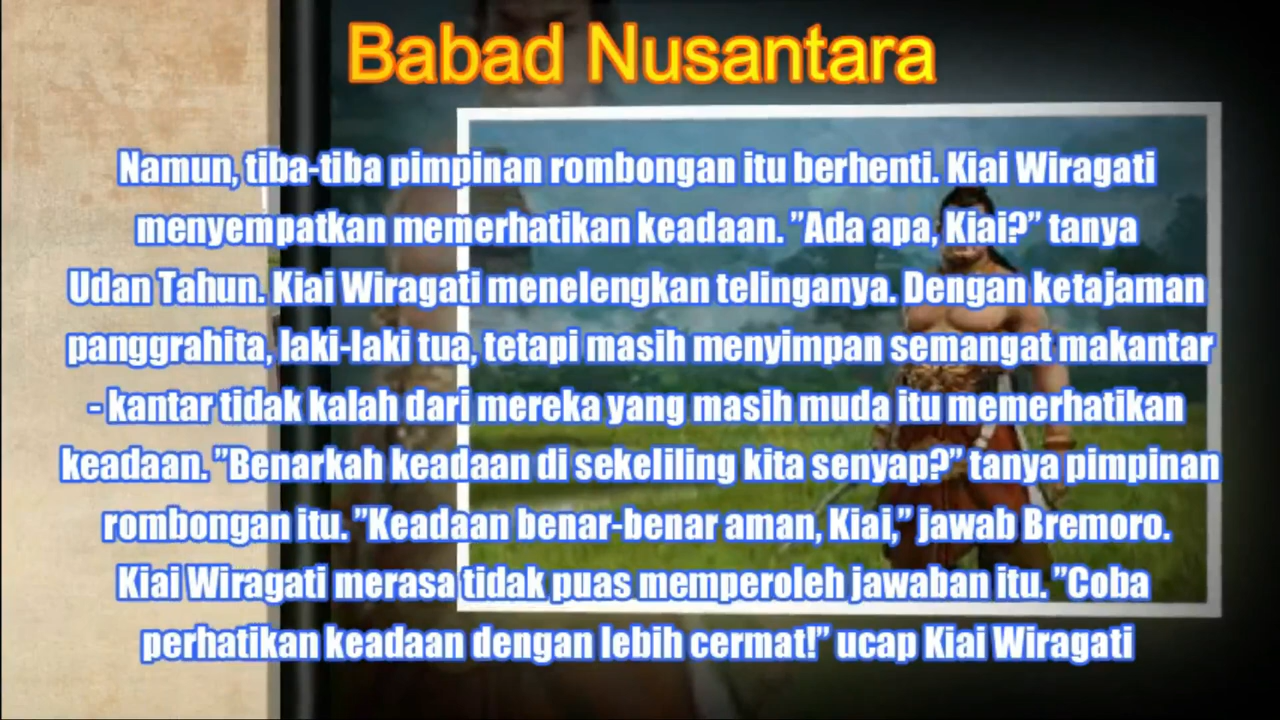 Babad Nusantara
Namun, tiba-tiba pimpinan rombongan itu berhenti. Kiai Wiragati
menyempatkan memerhatikan keadaan. ”Ada apa, Kiai?” tanya
Udan Tahun. Kiai Wiragati menelengkan telinganya. Dengan ketajaman
panggrahita, laki-laki tua, tetapi masih menyimpan semangat makantar
- kantar tidak kalah dari mereka yang masih muda itu memerhatikan
keadaan. ”Benarkah keadaan di sekeliling kita senyap?” tanya pimpinan
rombongan itu. ”Keadaan benar-benar aman, Kiai,” jawab Bremoro.
Kiai Wiragati merasa tidak puas memperoleh jawaban itu. ”Coba
perhatikan keadaan dengan lebih cermat!” ucap Kiai Wiragati